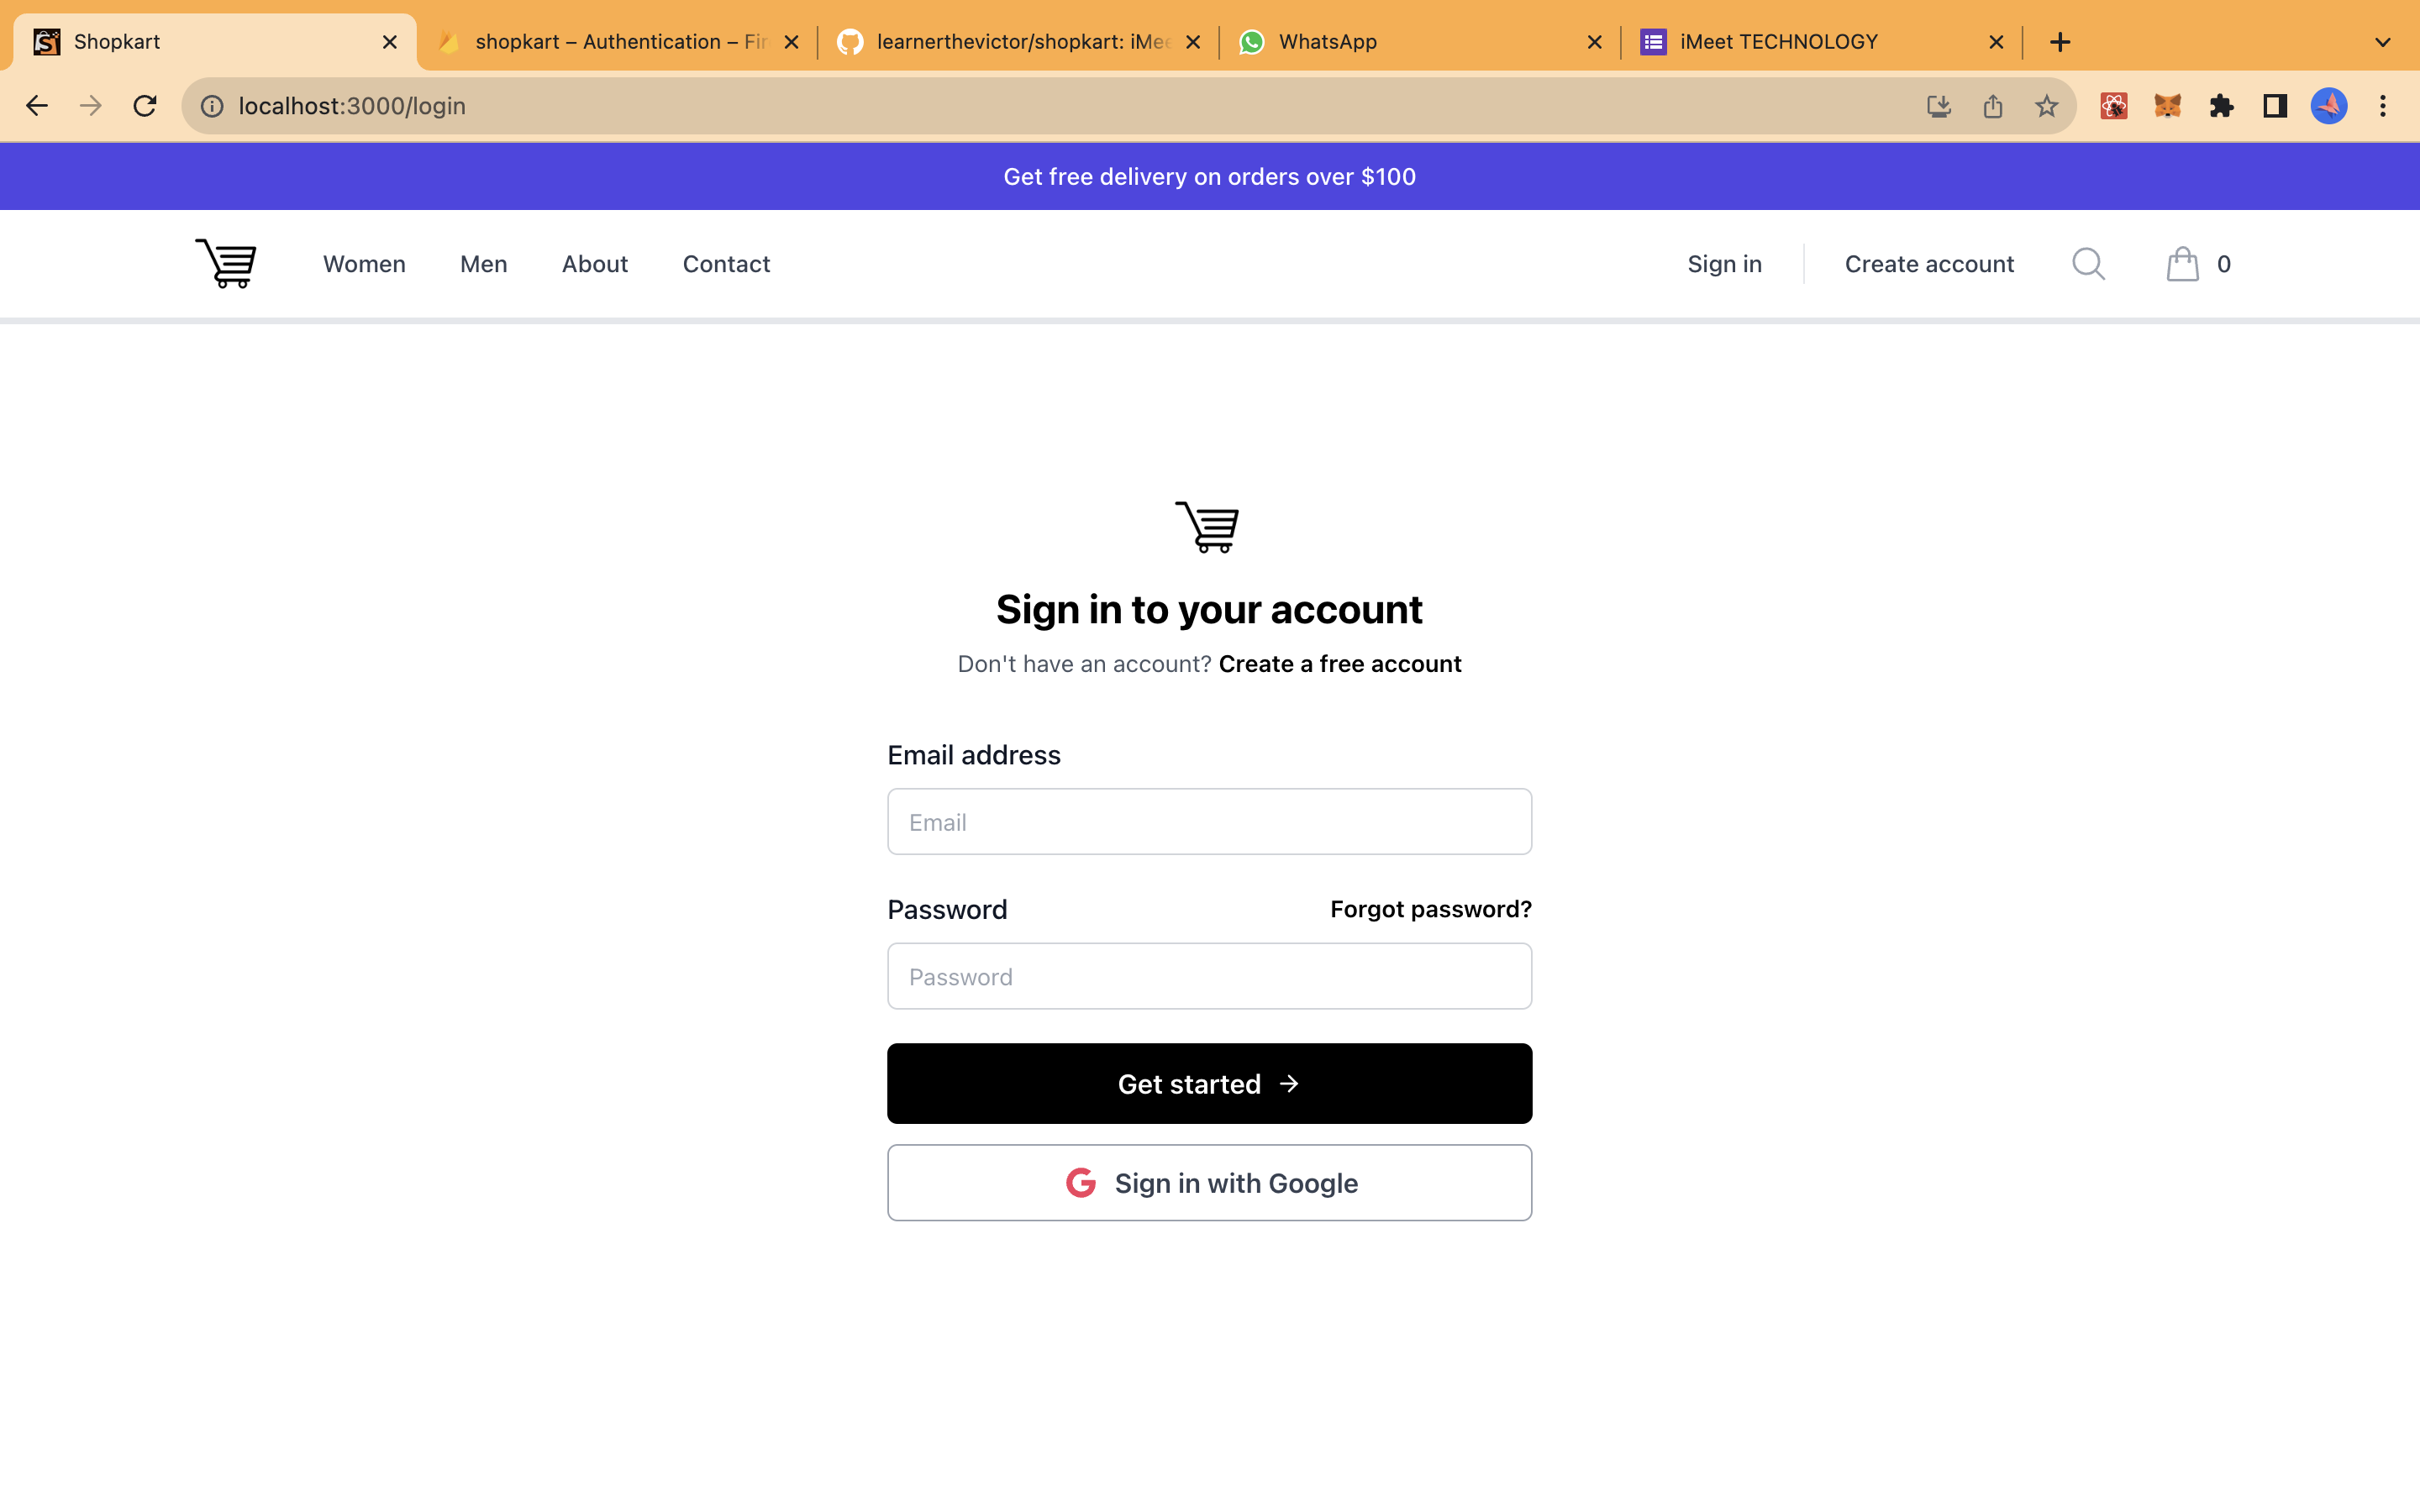 Shopkart
shopkart – Authentication – Fir
learnerthevictor/shopkart: iMee
WhatsApp
iMeet TECHNOLOGY
localhost:3000/login
Get free delivery on orders over $100
Women Men About Contact Sign in Create account 0
Sign in to your account
Don't have an account? Create a free account
Email address
Email
Password Forgot password?
Password
Get started →
Sign in with Google